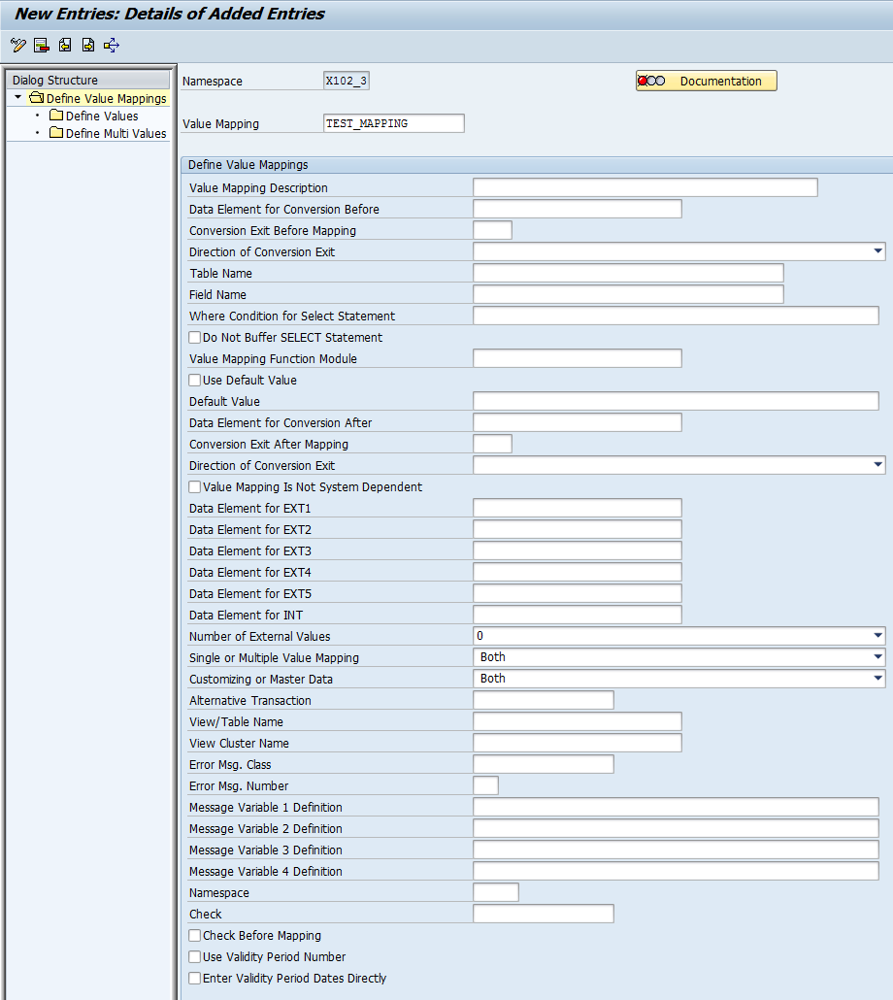 New Entries: Details of Added Entries
Dialog Structure
Define Value Mappings
Define Values
Define Multi Values
Namespace X102_3 Documentation
Value Mapping TEST_MAPPING
Define Value Mappings
Value Mapping Description
Data Element for Conversion Before
Conversion Exit Before Mapping
Direction of Conversion Exit
Table Name
Field Name
Where Condition for Select Statement
Do Not Buffer SELECT Statement
Value Mapping Function Module
Use Default Value
Default Value
Data Element for Conversion After
Conversion Exit After Mapping
Direction of Conversion Exit
Value Mapping Is Not System Dependent
Data Element for EXT1
Data Element for EXT2
Data Element for EXT3
Data Element for EXT4
Data Element for EXT5
Data Element for INT
Number of External Values 0
Single or Multiple Value Mapping Both
Customizing or Master Data Both
Alternative Transaction
View/Table Name
View Cluster Name
Error Msg. Class
Error Msg. Number
Message Variable 1 Definition
Message Variable 2 Definition
Message Variable 3 Definition
Message Variable 4 Definition
Namespace
Check
Check Before Mapping
Use Validity Period Number
Enter Validity Period Dates Directly